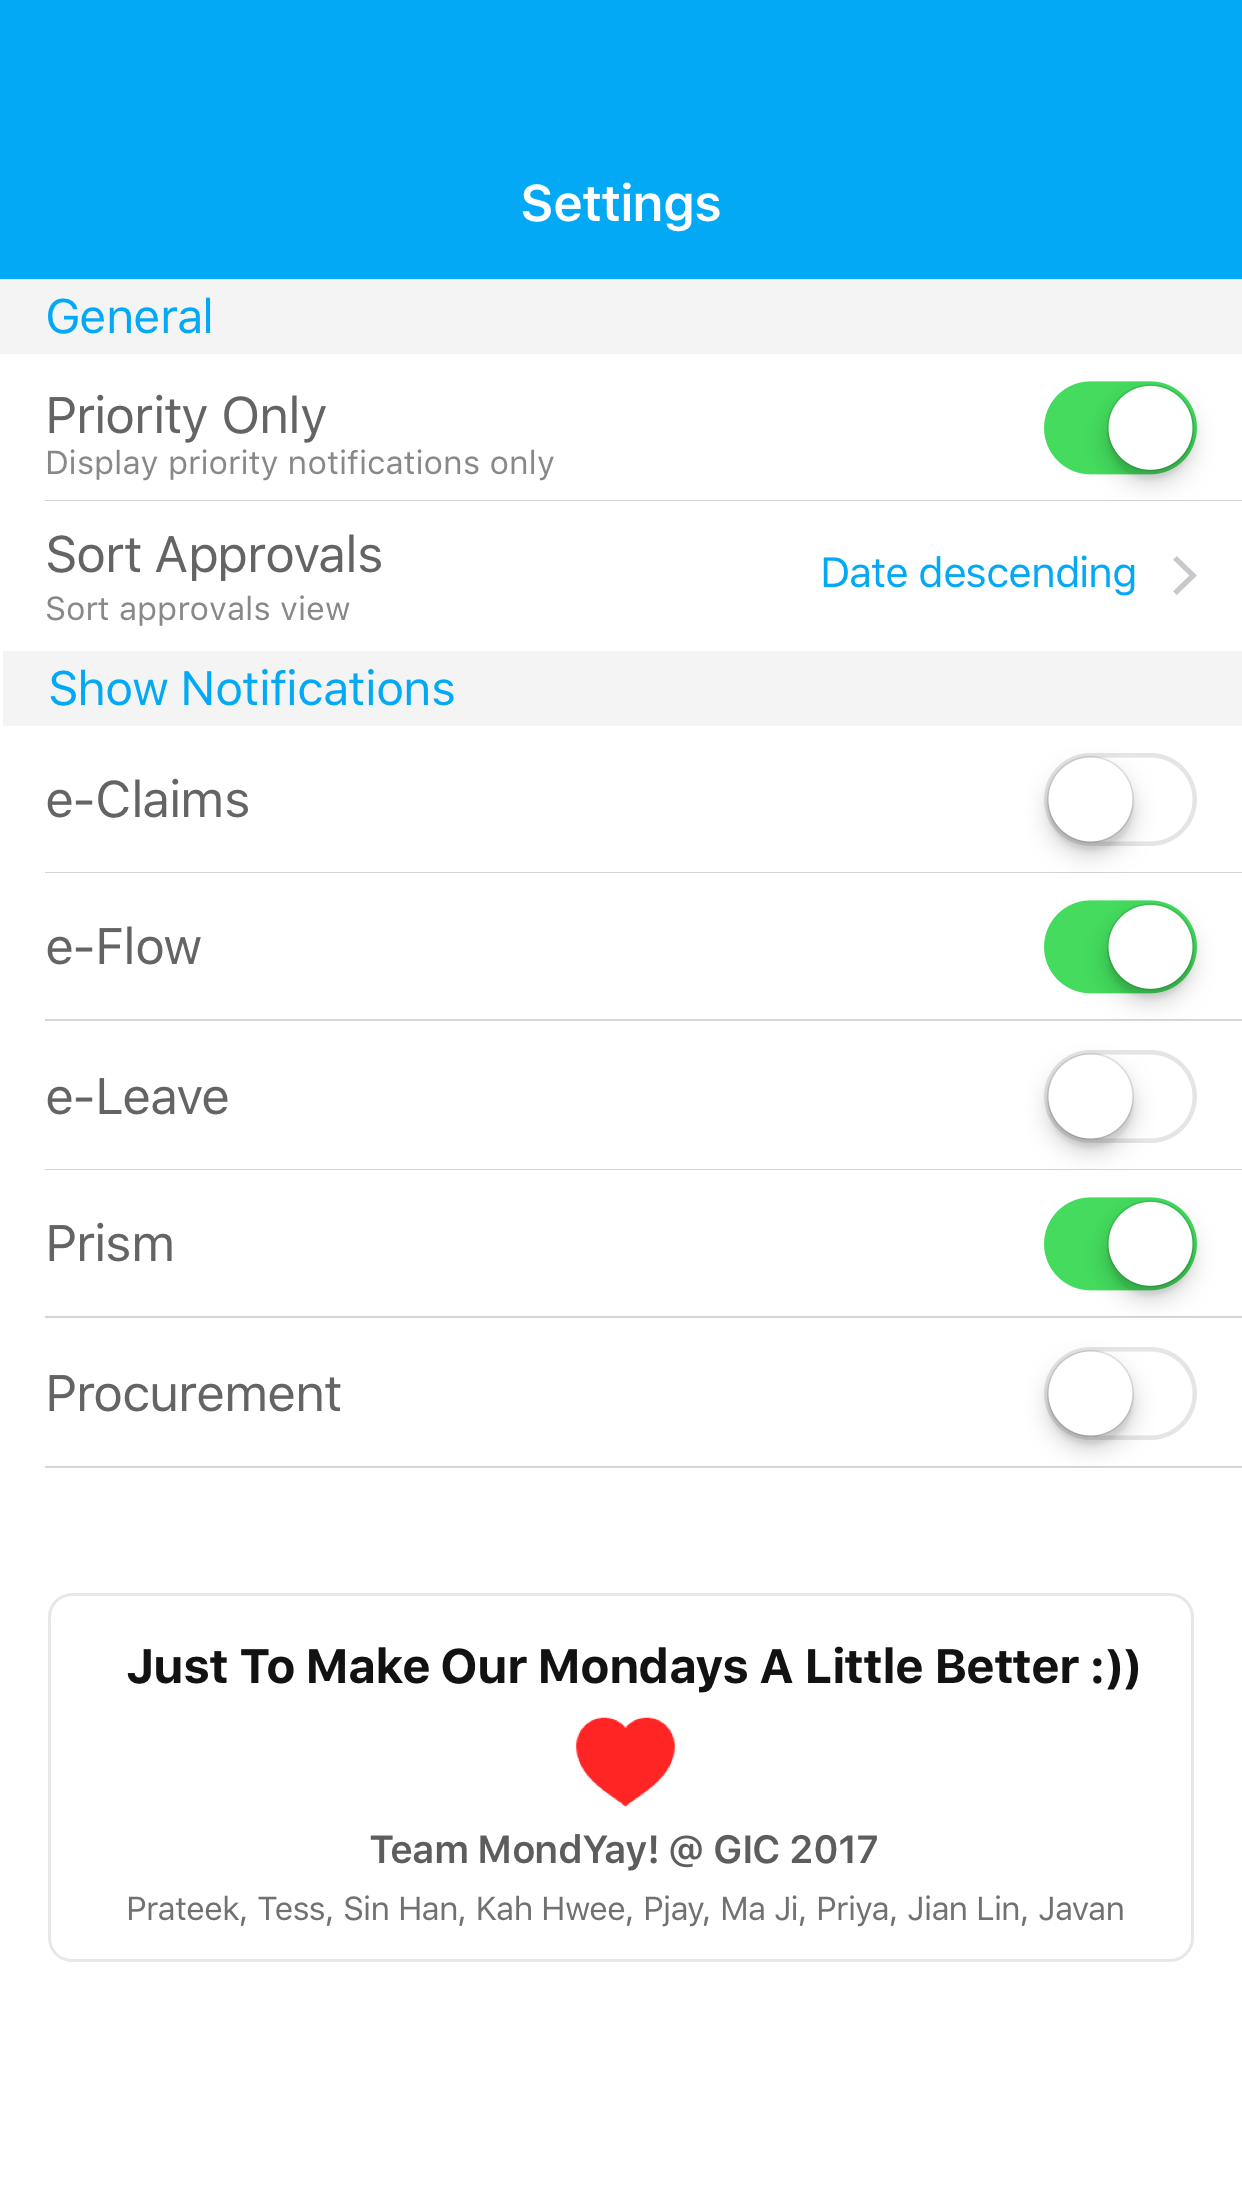 Settings
General
Priority Only
Display priority notifications only
Sort Approvals
Date descending
Sort approvals view
Show Notifications
e-Claims
e-Flow
e-Leave
Prism
Procurement
Just To Make Our Mondays A Little Better :))
Team MondYay! @ GIC 2017
Prateek, Tess, Sin Han, Kah Hwee, Pjay, Ma Ji, Priya, Jian Lin, Javan